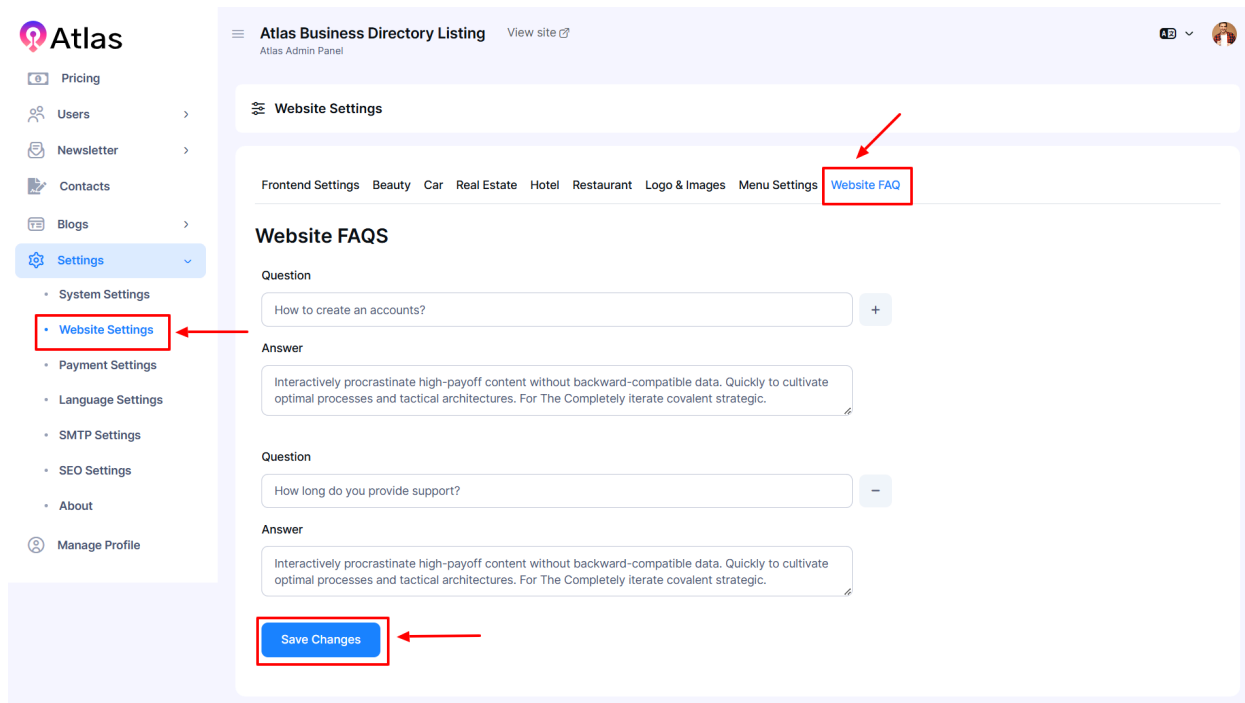 Atlas
Pricing
Users
Newsletter
Contacts
Blogs
Settings
System Settings
Website Settings
Payment Settings
Language Settings
SMTP Settings
SEO Settings
About
Manage Profile
Atlas Business Directory Listing
View site
Atlas Admin Panel
Website Settings
Frontend Settings Beauty Car Real Estate Hotel Restaurant Logo & Images Menu Settings Website FAQ
Website FAQS
Question
How to create an accounts?
+
Answer
Interactively procrastinate high-payoff content without backward-compatible data. Quickly to cultivate
optimal processes and tactical architectures. For The Completely iterate covalent strategic.
Question
How long do you provide support?
−
Answer
Interactively procrastinate high-payoff content without backward-compatible data. Quickly to cultivate
optimal processes and tactical architectures. For The Completely iterate covalent strategic.
Save Changes